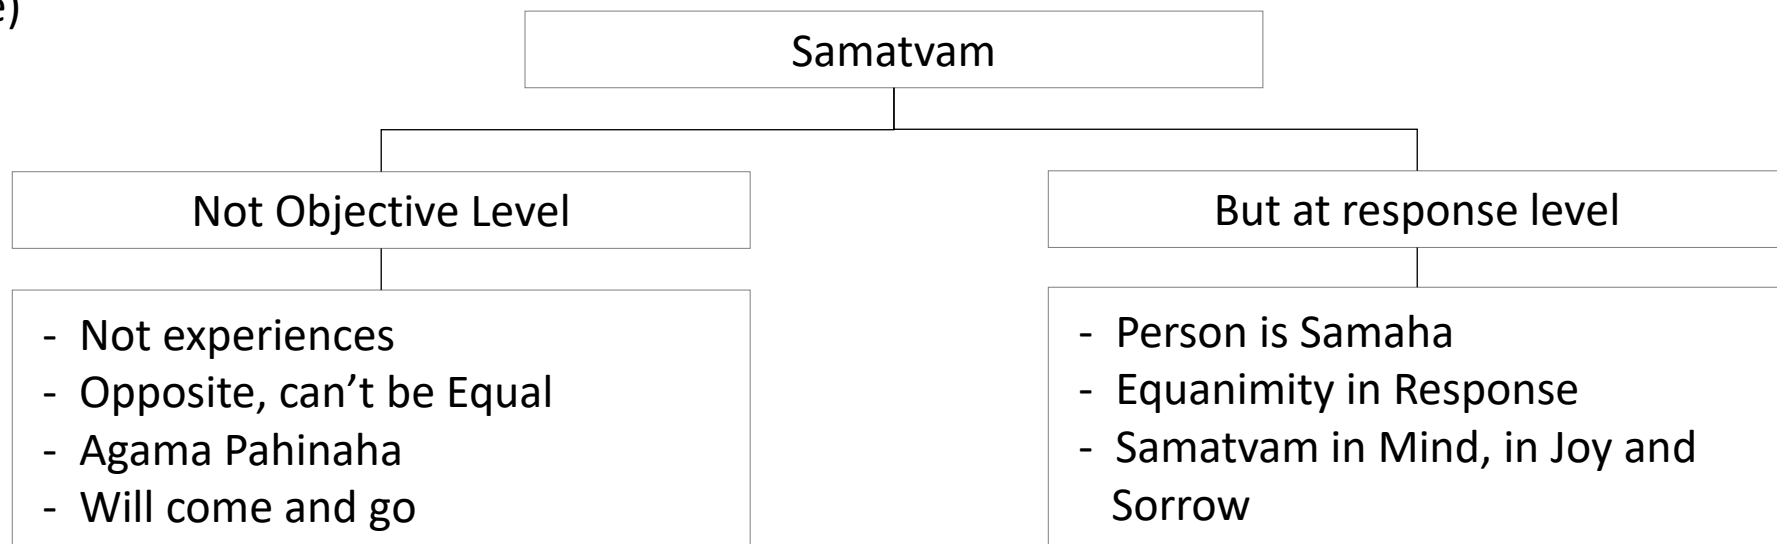 e)
Samatvam
Not Objective Level
- Not experiences
- Opposite, can’t be Equal
- Agama Pahinaha
- Will come and go
But at response level
- Person is Samaha
- Equanimity in Response
- Samatvam in Mind, in Joy and
Sorrow